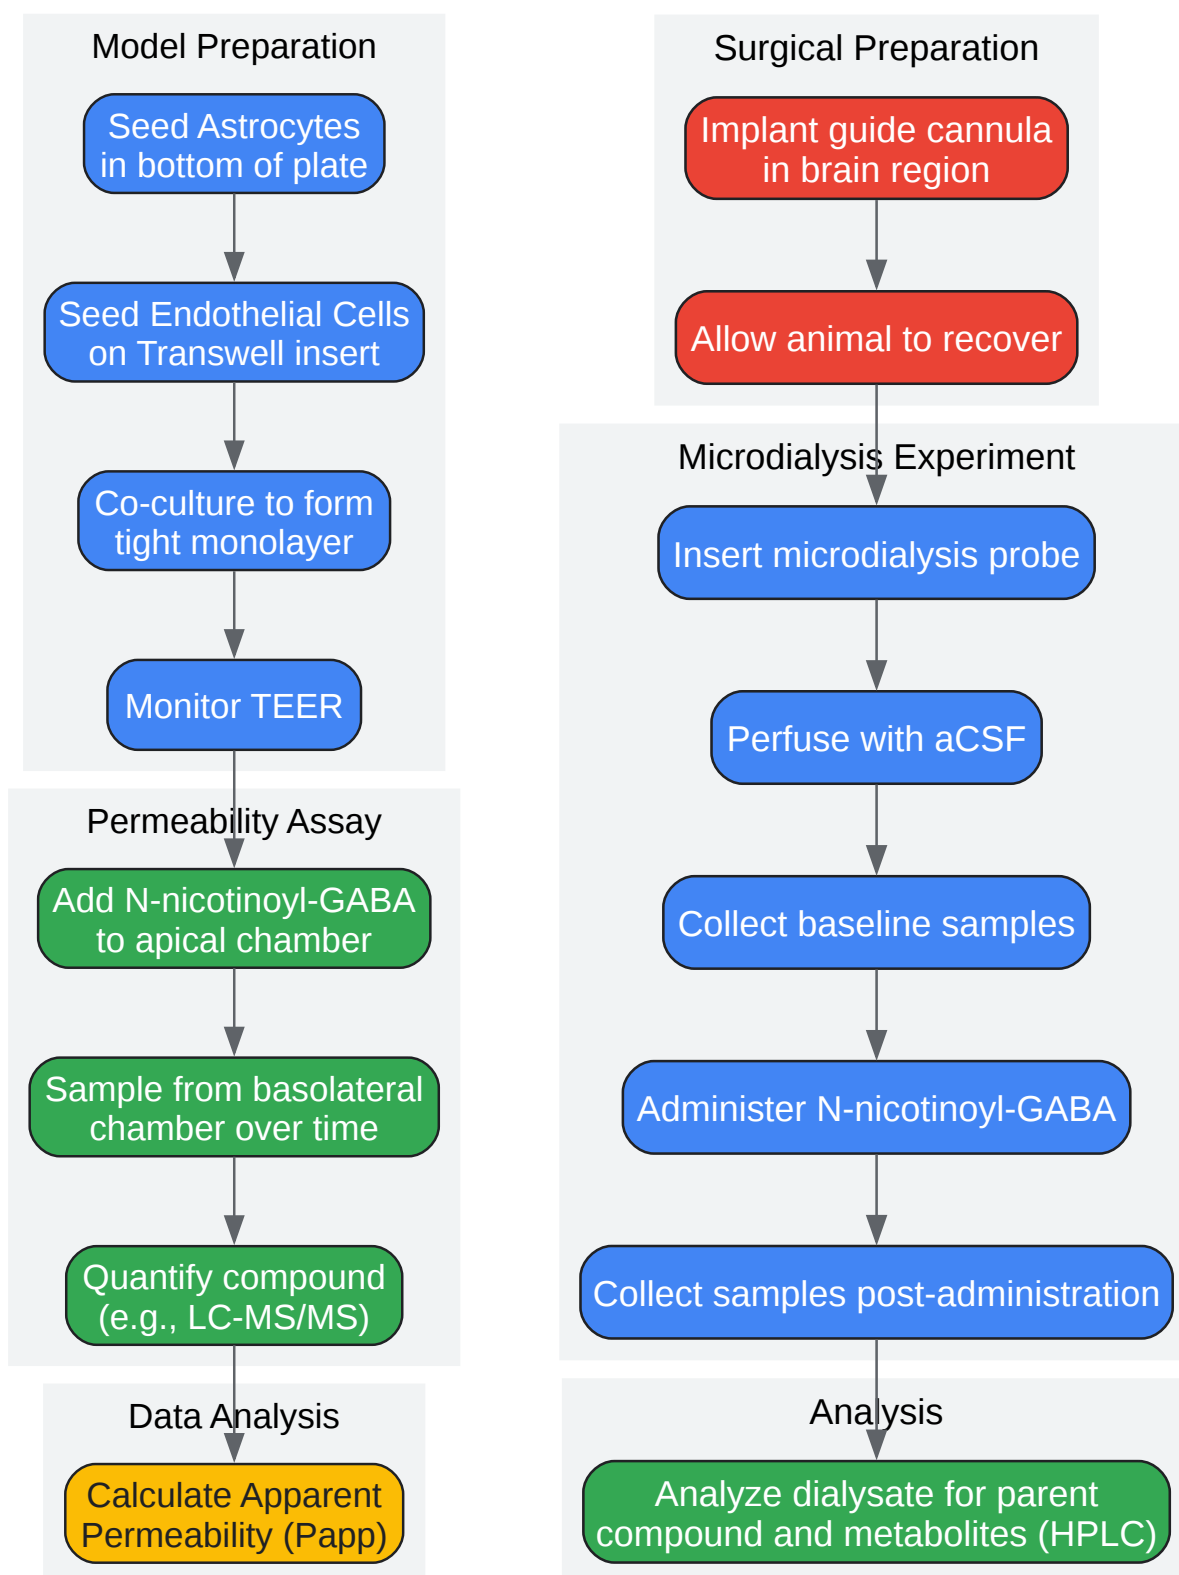 Model Preparation
Seed Astrocytes
in bottom of plate
Seed Endothelial Cells
on Transwell insert
Co-culture to form
tight monolayer
Monitor TEER
Permeability Assay
Add N-nicotinoyl-GABA
to apical chamber
Sample from basolateral
chamber over time
Quantify compound
(e.g., LC-MS/MS)
Data Analysis
Calculate Apparent
Permeability (Papp)
Surgical Preparation
Implant guide cannula
in brain region
Allow animal to recover
Microdialysis Experiment
Insert microdialysis probe
Perfuse with aCSF
Collect baseline samples
Administer N-nicotinoyl-GABA
Collect samples post-administration
Analysis
Analyze dialysate for parent
compound and metabolites (HPLC)